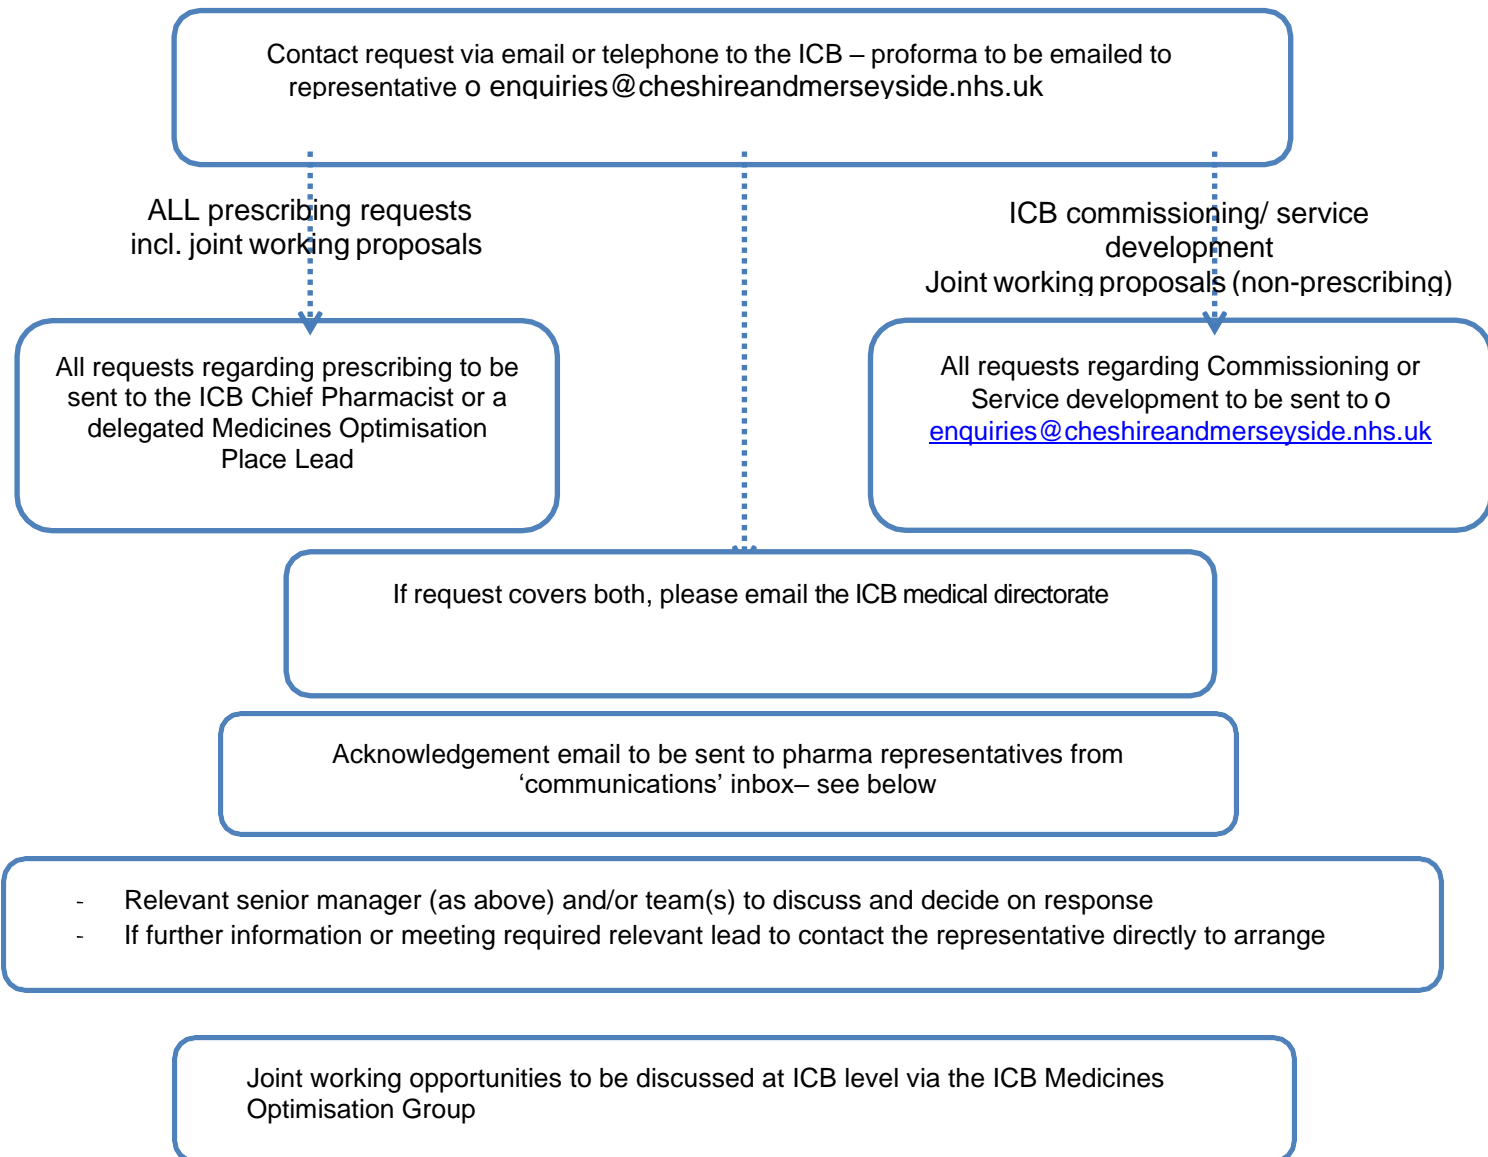 Contact request via email or telephone to the ICB – proforma to be emailed to
representative o enquiries@cheshireandmerseyside.nhs.uk
ALL prescribing requests
incl. joint working proposals
ICB commissioning/ service
development
Joint working proposals (non-prescribing)
All requests regarding prescribing to be
sent to the ICB Chief Pharmacist or a
delegated Medicines Optimisation
Place Lead
All requests regarding Commissioning or
Service development to be sent to o
enquiries@cheshireandmerseyside.nhs.uk
If request covers both, please email the ICB medical directorate
Acknowledgement email to be sent to pharma representatives from
‘communications’ inbox– see below
- Relevant senior manager (as above) and/or team(s) to discuss and decide on response
- If further information or meeting required relevant lead to contact the representative directly to arrange
Joint working opportunities to be discussed at ICB level via the ICB Medicines
Optimisation Group